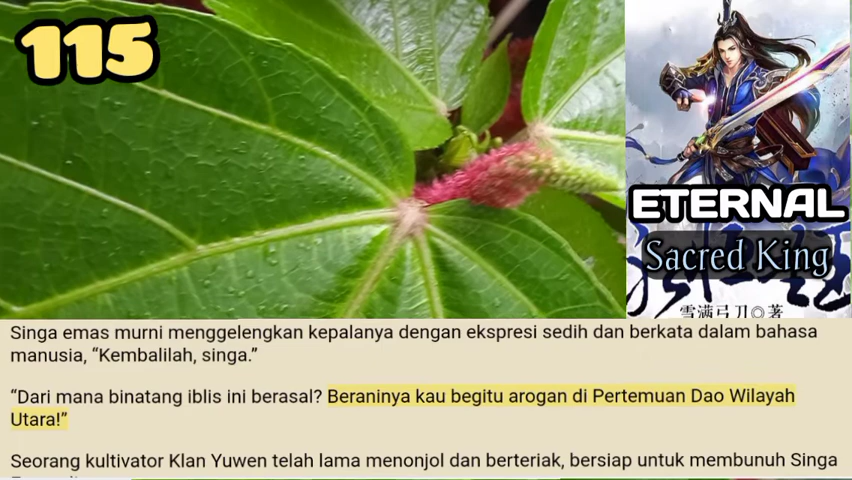 115
ETERNAL
Sacred King
雪满弓刀◎著
Singa emas murni menggelengkan kepalanya dengan ekspresi sedih dan berkata dalam bahasa
manusia, “Kembalilah, singa.”
“Dari mana binatang iblis ini berasal? Beraninya kau begitu arogan di Pertemuan Dao Wilayah
Utara!”
Seorang kultivator Klan Yuwen telah lama menonjol dan berteriak, bersiap untuk membunuh Singa